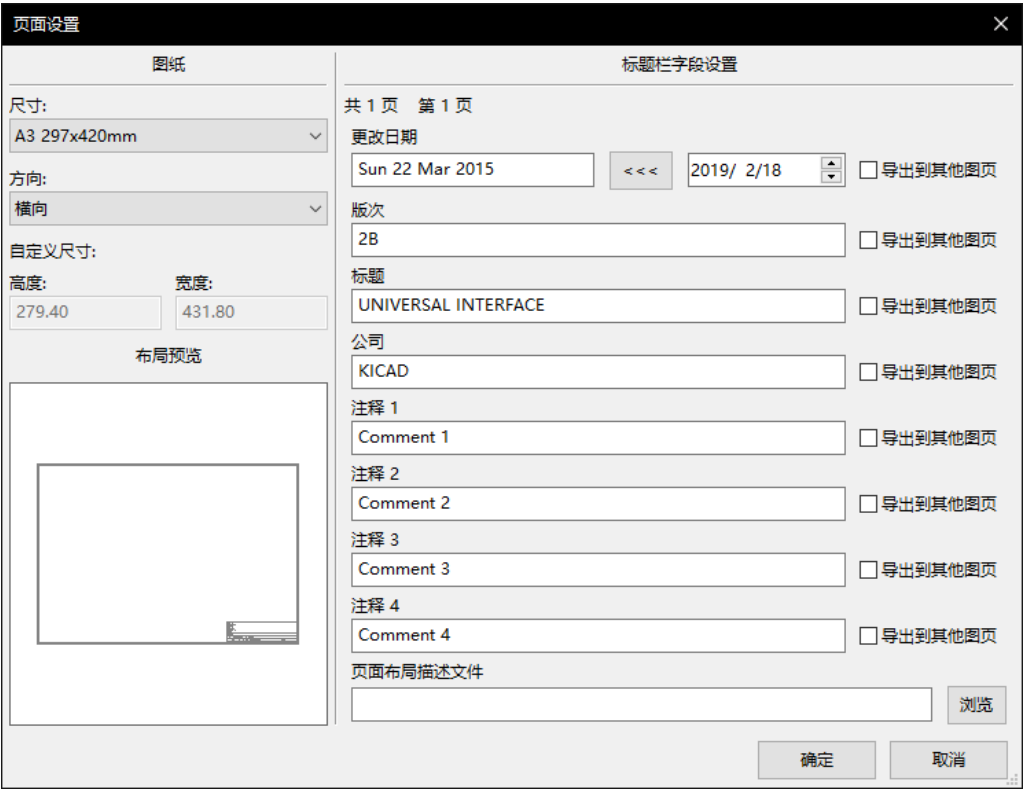 页面设置
图纸
尺寸:
A3 297x420mm
方向:
横向
自定义尺寸:
高度: 宽度:
279.40 431.80
布局预览
标题栏字段设置
共 1 页 第 1 页
更改日期
Sun 22 Mar 2015 <<< 2019/ 2/18 导出到其他图页
版次
2B 导出到其他图页
标题
UNIVERSAL INTERFACE 导出到其他图页
公司
KICAD 导出到其他图页
注释 1
Comment 1 导出到其他图页
注释 2
Comment 2 导出到其他图页
注释 3
Comment 3 导出到其他图页
注释 4
Comment 4 导出到其他图页
页面布局描述文件
浏览
确定 取消